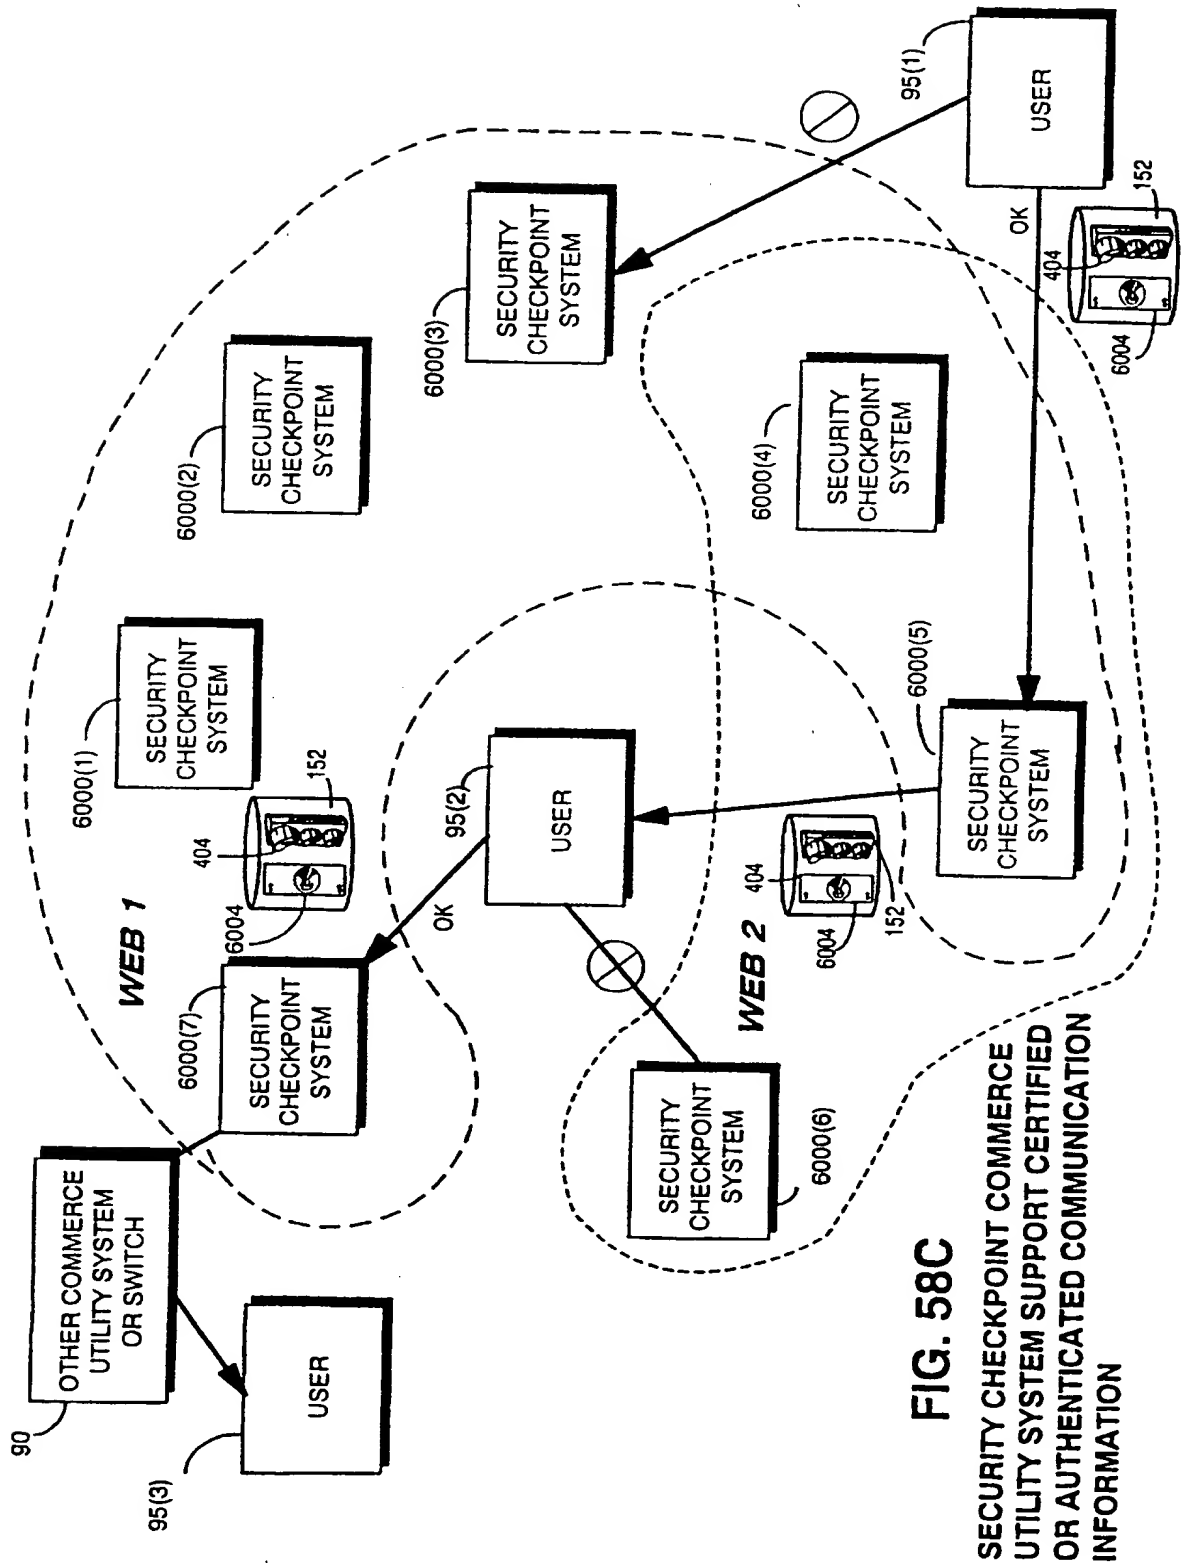 90
OTHER COMMERCE
UTILITY SYSTEM
OR SWITCH
95(3)
USER
6000(7)
SECURITY
CHECKPOINT
SYSTEM
WEB 1
6004
404
152
6000(1)
SECURITY
CHECKPOINT
SYSTEM
6000(2)
SECURITY
CHECKPOINT
SYSTEM
6000(3)
SECURITY
CHECKPOINT
SYSTEM
OK
95(2)
USER
SECURITY
CHECKPOINT
SYSTEM
6000(6)
WEB 2
6004
404
152
6000(4)
SECURITY
CHECKPOINT
SYSTEM
6000(5)
SECURITY
CHECKPOINT
SYSTEM
95(1)
USER
OK
6004
404
152
FIG. 58C
SECURITY CHECKPOINT COMMERCE
UTILITY SYSTEM SUPPORT CERTIFIED
OR AUTHENTICATED COMMUNICATION
INFORMATION